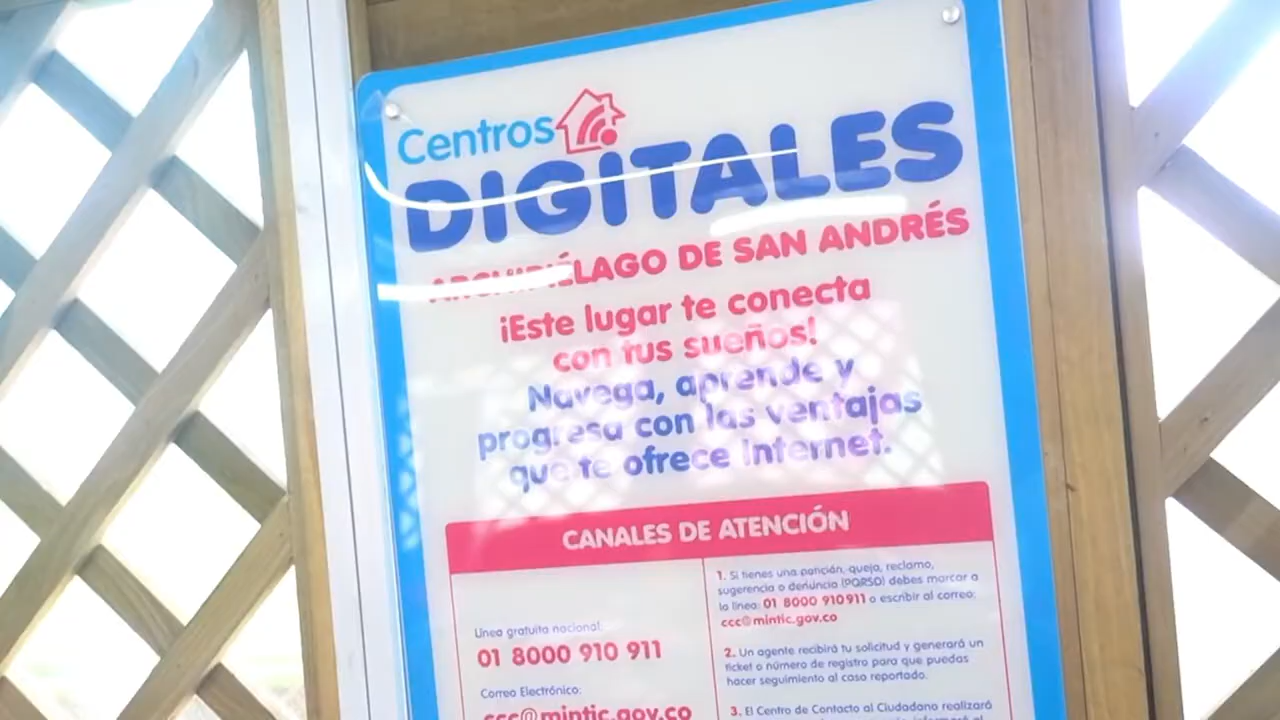 Centros
DIGITALES
ARCHIPIÉLAGO DE SAN ANDRÉS
¡Este lugar te conecta
con tus sueños!
Navega, aprende y
progresa con las ventajas
que te ofrece Internet.
CANALES DE ATENCIÓN
Línea gratuita nacional:
01 8000 910 911
Correo Electrónico:
ccc@mintic.gov.co
1. Si tienes una patición, queja, reclamo,
sugerencia o denuncia (PQRSD) debes marcar a
la línea: 01 8000 910911 o escribir al correo:
ccc@mintic.gov.co
2. Un agente recibirá tu solicitud y generará un
ticket o número de registro para que puedas
hacer seguimiento al caso reportado.
3. El Centro de Contacto al Ciudadano realizará